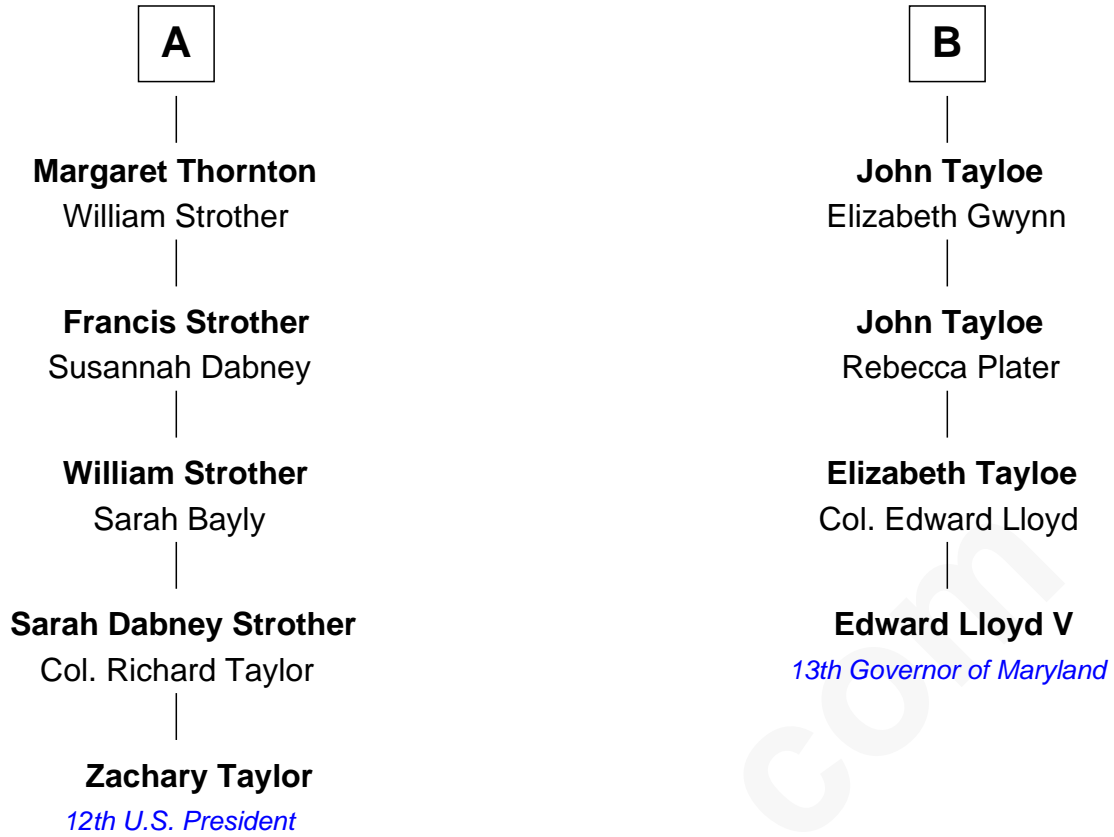 A
Margaret Thornton
William Strother
Francis Strother
Susannah Dabney
William Strother
Sarah Bayly
Sarah Dabney Strother
Col. Richard Taylor
Zachary Taylor
12th U.S. President
B
John Tayloe
Elizabeth Gwynn
John Tayloe
Rebecca Plater
Elizabeth Tayloe
Col. Edward Lloyd
Edward Lloyd V
13th Governor of Maryland
com